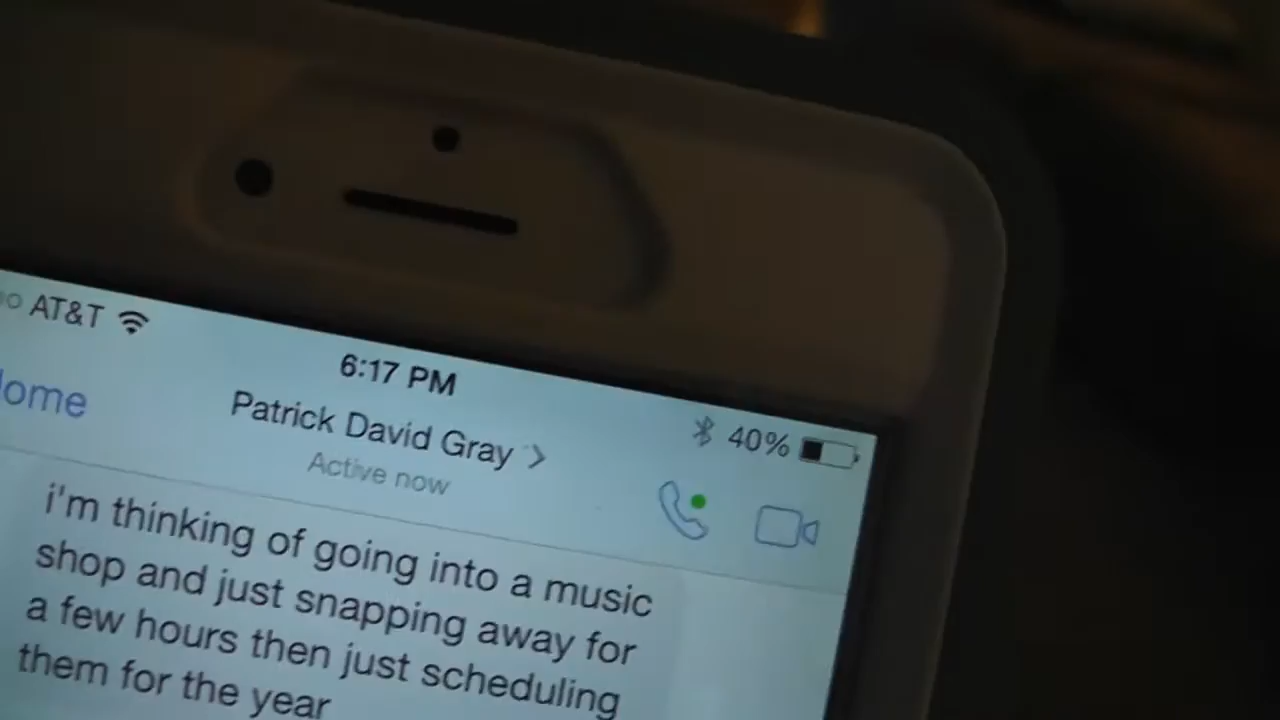 AT&T
6:17 PM
40%
Patrick David Gray >
Active now
i'm thinking of going into a music
shop and just snapping away for
a few hours then just scheduling
them for the year